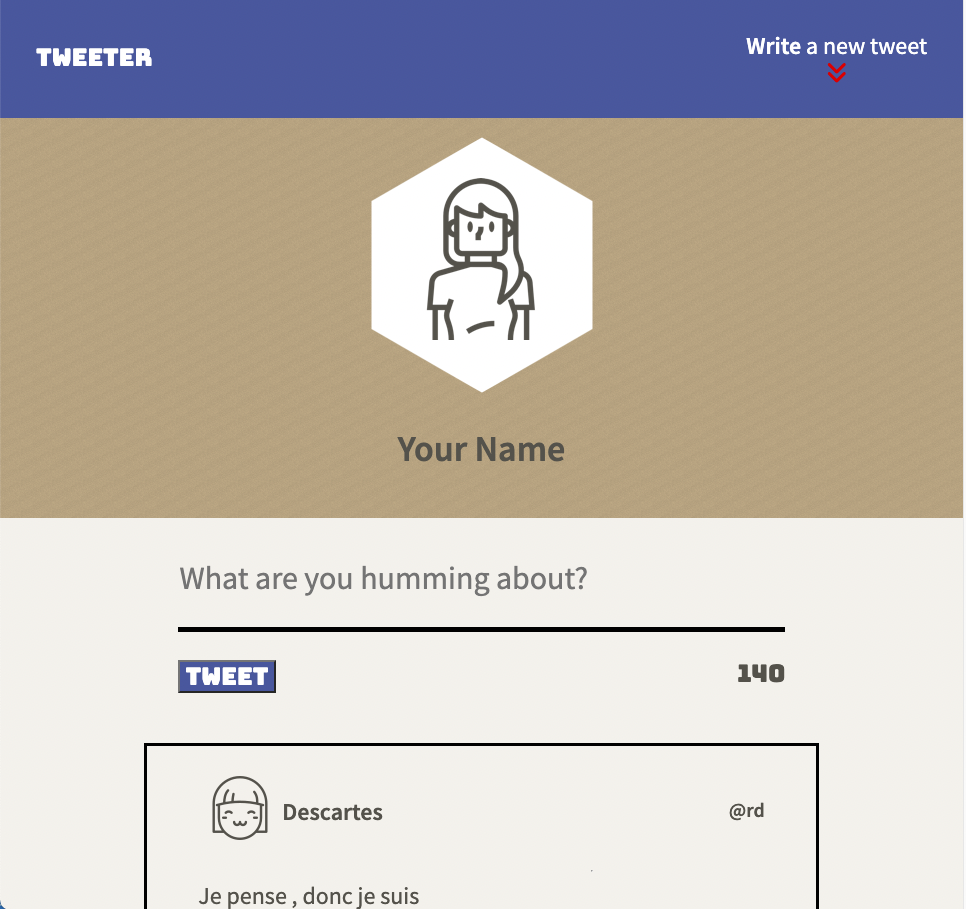 TWEETER
Write a new tweet
Your Name
What are you humming about?
TWEET
140
Descartes
@rd
Je pense , donc je suis